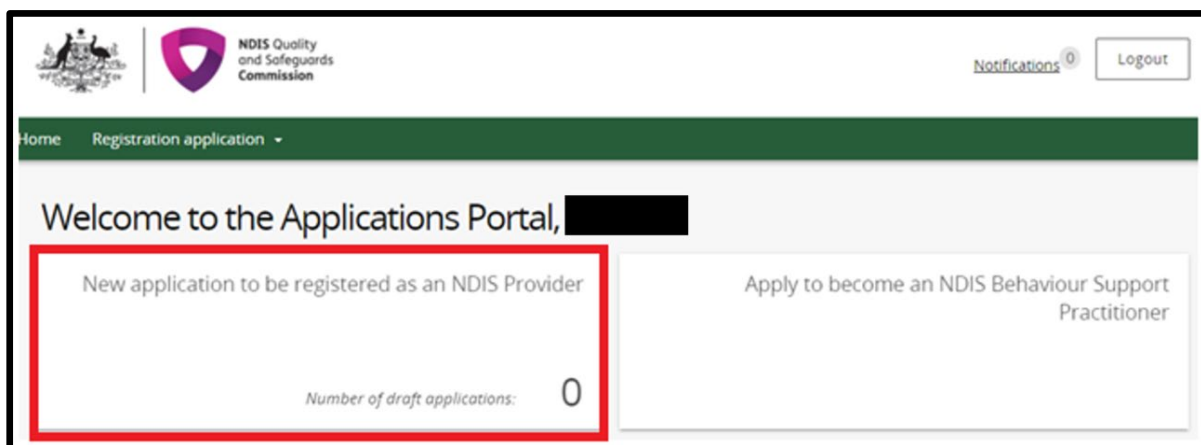 NDIS Quality
and Safeguards
Commission
Notifications 0
Logout
Home Registration application
Welcome to the Applications Portal,
New application to be registered as an NDIS Provider
Number of draft applications: 0
Apply to become an NDIS Behaviour Support
Practitioner